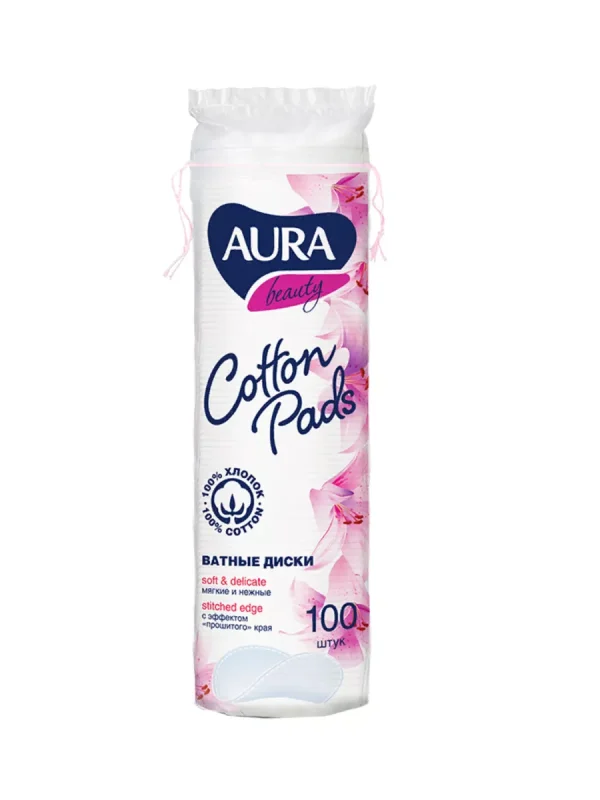 AURA
beauty
Cotton
Pads
100% ХЛОПОК
100% COTTON
ВАТНЫЕ ДИСКИ
soft & delicate
мягкие и нежные
stitched edge
с эффектом
«прошитого» края
100
штук